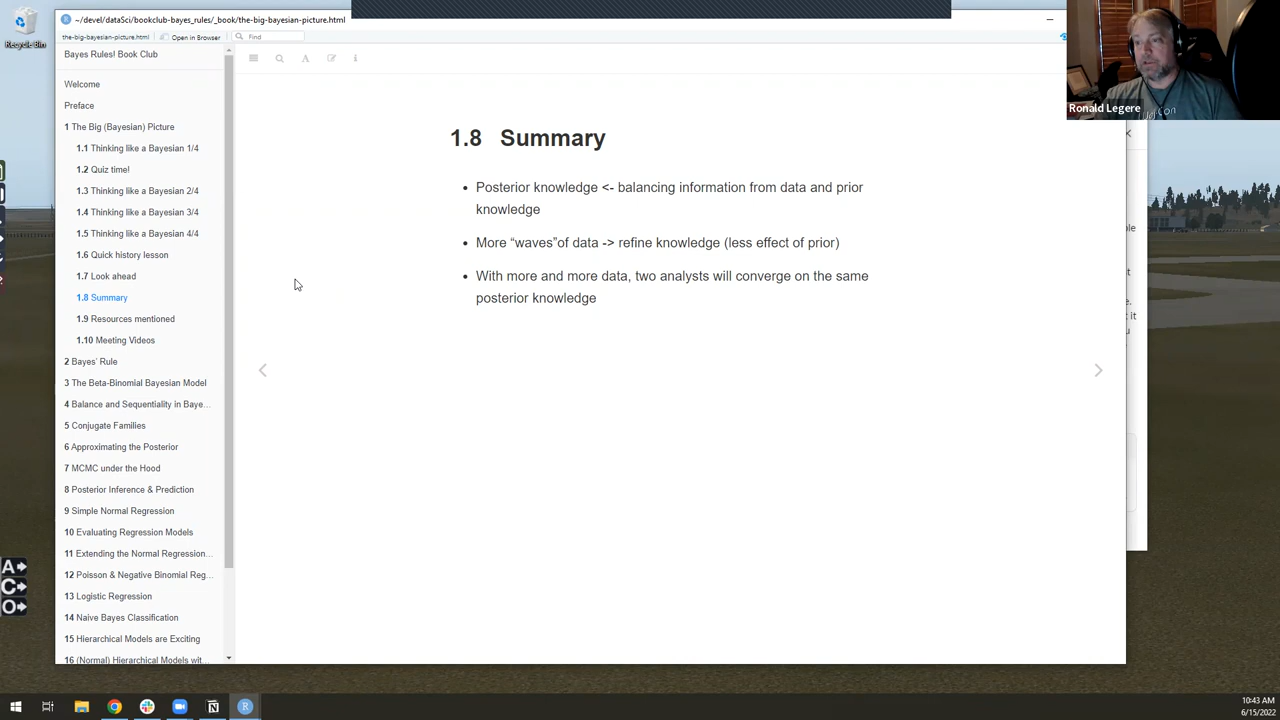 ~/devel/dataSci/bookclub-bayes_rules/_book/the-big-bayesian-picture.html
the-big-bayesian-picture.html
Open in Browser
Find
Recycle Bin
Bayes Rules! Book Club
Welcome
Preface
1 The Big (Bayesian) Picture
1.1 Thinking like a Bayesian 1/4
1.2 Quiz time!
1.3 Thinking like a Bayesian 2/4
1.4 Thinking like a Bayesian 3/4
1.5 Thinking like a Bayesian 4/4
1.6 Quick history lesson
1.7 Look ahead
1.8 Summary
1.9 Resources mentioned
1.10 Meeting Videos
2 Bayes' Rule
3 The Beta-Binomial Bayesian Model
4 Balance and Sequentiality in Baye...
5 Conjugate Families
6 Approximating the Posterior
7 MCMC under the Hood
8 Posterior Inference & Prediction
9 Simple Normal Regression
10 Evaluating Regression Models
11 Extending the Normal Regression...
12 Poisson & Negative Binomial Reg...
13 Logistic Regression
14 Naive Bayes Classification
15 Hierarchical Models are Exciting
16 (Normal) Hierarchical Models wit...
1.8 Summary
• Posterior knowledge <- balancing information from data and prior
knowledge
• More “waves”of data -> refine knowledge (less effect of prior)
• With more and more data, two analysts will converge on the same
posterior knowledge
Ronald Legere
A
C
O
10:43 AM
6/15/2022